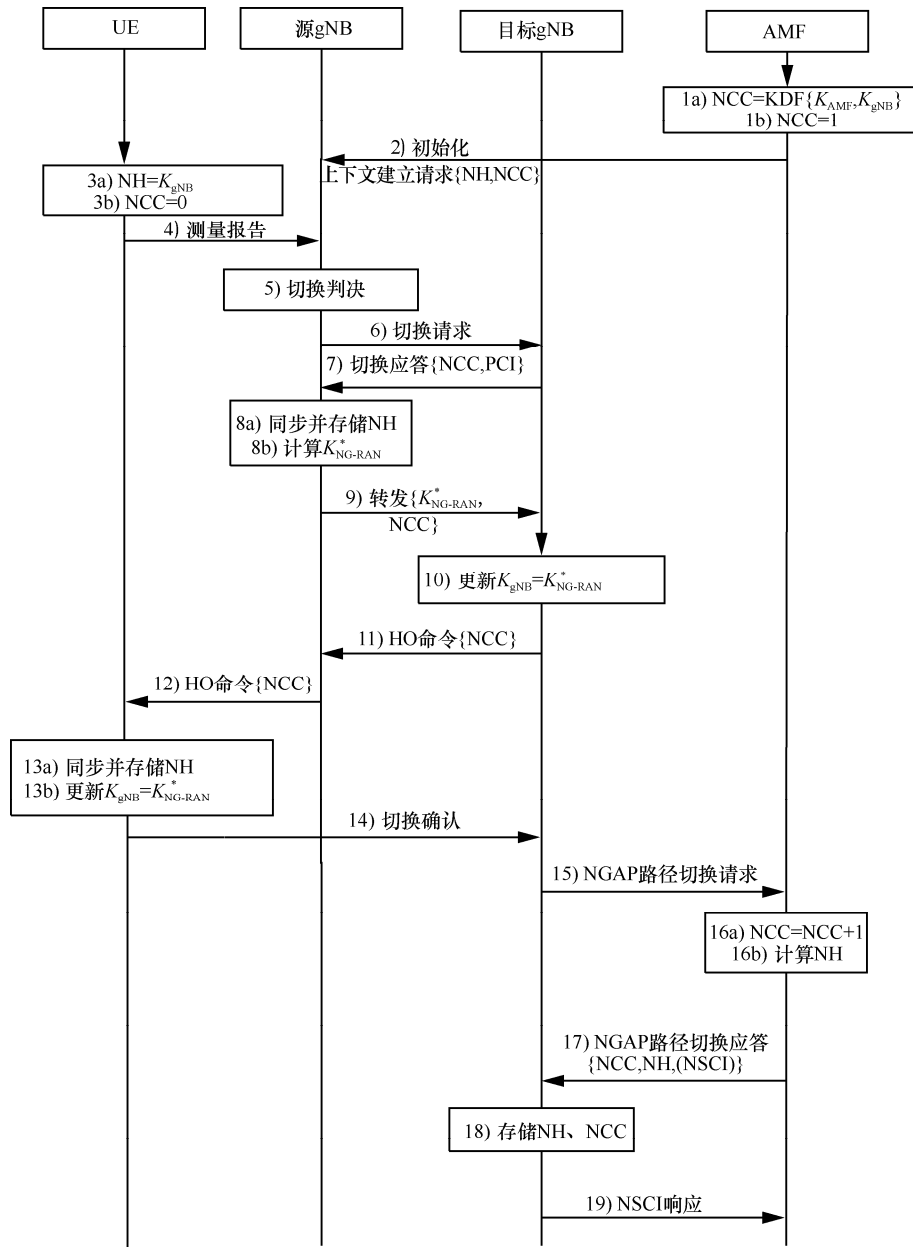 UE
源gNB
目标gNB
AMF
1a) NCC=KDF{K_AMF,K_gNB}
1b) NCC=1
2) 初始化
上下文建立请求{NH,NCC}
3a) NH=K_gNB
3b) NCC=0
4) 测量报告
5) 切换判决
6) 切换请求
7) 切换应答{NCC,PCI}
8a) 同步并存储NH
8b) 计算K*_NG-RAN
9) 转发{K*_NG-RAN,
NCC}
10) 更新K_gNB=K*_NG-RAN
11) HO命令{NCC}
12) HO命令{NCC}
13a) 同步并存储NH
13b) 更新K_gNB=K*_NG-RAN
14) 切换确认
15) NGAP路径切换请求
16a) NCC=NCC+1
16b) 计算NH
17) NGAP路径切换应答
{NCC,NH,(NSCI)}
18) 存储NH、NCC
19) NSCI响应